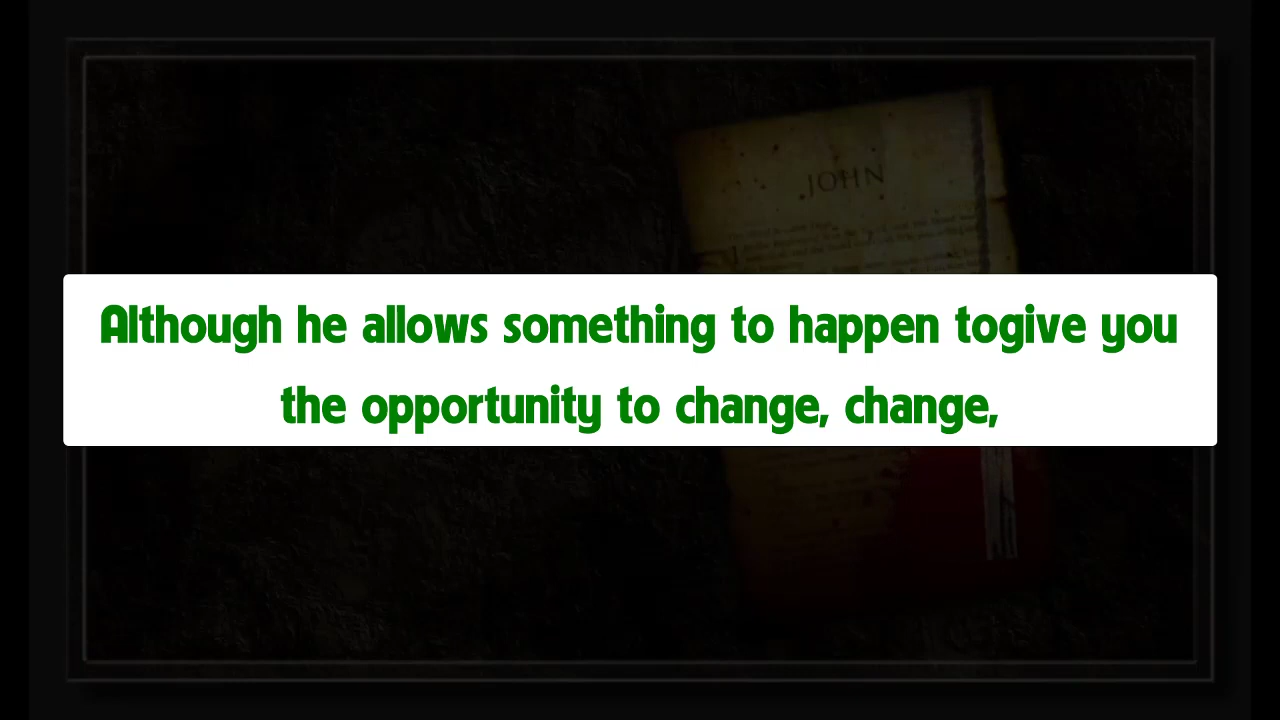 JOHN
Although he allows something to happen togive you
the opportunity to change, change,